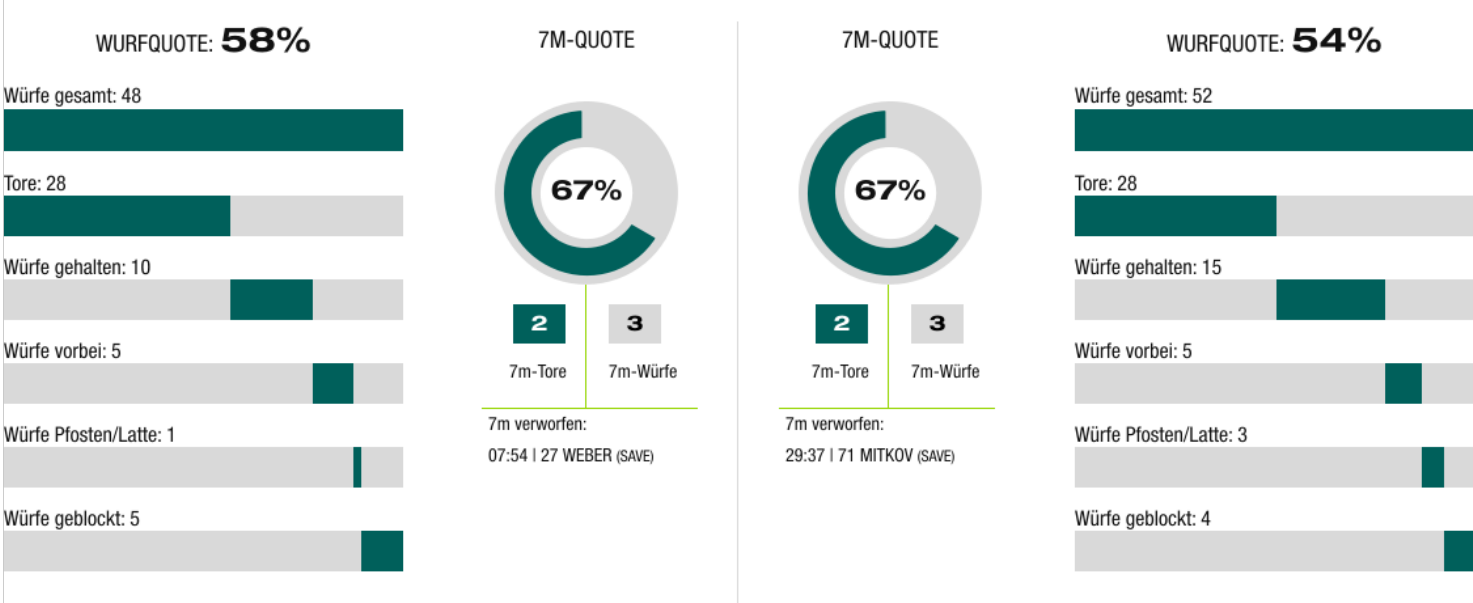 WURFQUOTE: 58%
Würfe gesamt: 48
Tore: 28
Würfe gehalten: 10
Würfe vorbei: 5
Würfe Pfosten/Latte: 1
Würfe geblockt: 5
7M-QUOTE
67%
2 3
7m-Tore 7m-Würfe
7m verworfen:
07:54 | 27 WEBER (SAVE)
7M-QUOTE
67%
2 3
7m-Tore 7m-Würfe
7m verworfen:
29:37 | 71 MITKOV (SAVE)
WURFQUOTE: 54%
Würfe gesamt: 52
Tore: 28
Würfe gehalten: 15
Würfe vorbei: 5
Würfe Pfosten/Latte: 3
Würfe geblockt: 4